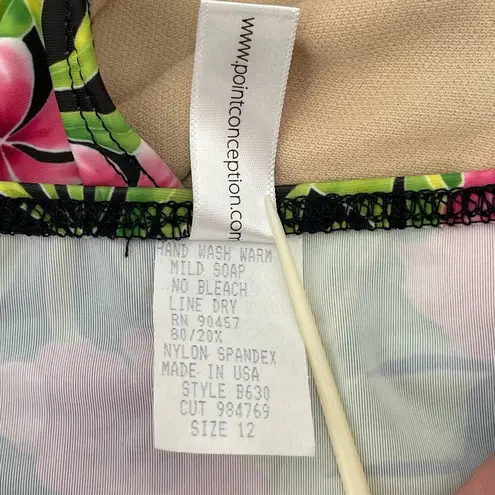 www.pointconception.com
HAND WASH WARM
MILD SOAP
NO BLEACH
LINE DRY
RN 90457
80/20%
NYLON SPANDEX
MADE IN USA
STYLE B630
CUT 984769
SIZE 12